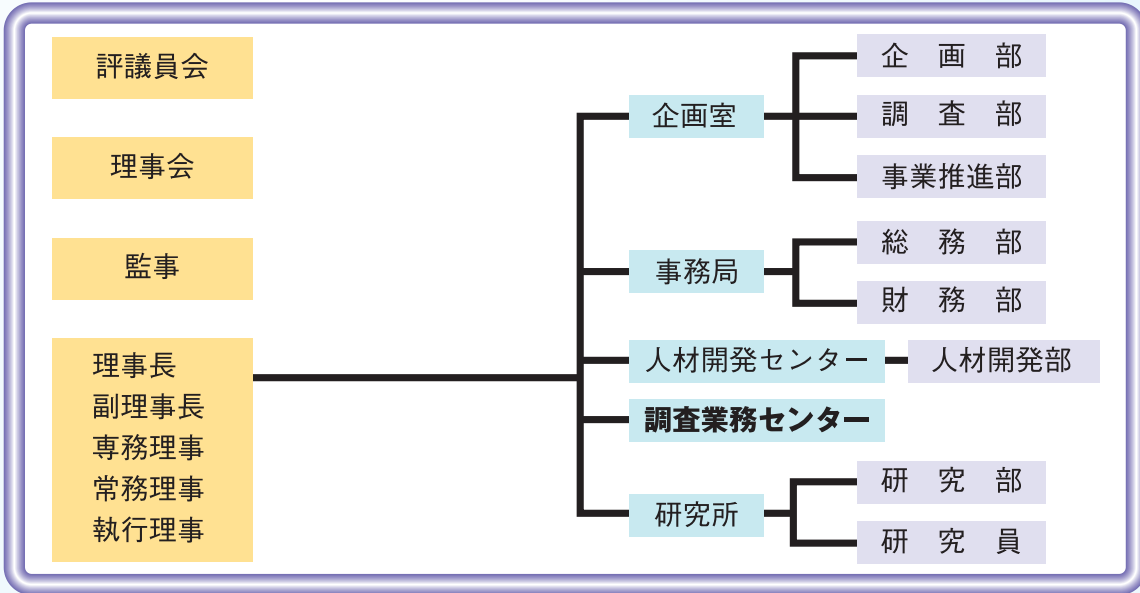 評議員会
理事会
監事
理事長
副理事長
専務理事
常務理事
執行理事
企画室
企画部
調査部
事業推進部
事務局
総務部
財務部
人材開発センター
人材開発部
調査業務センター
研究所
研究部
研究員